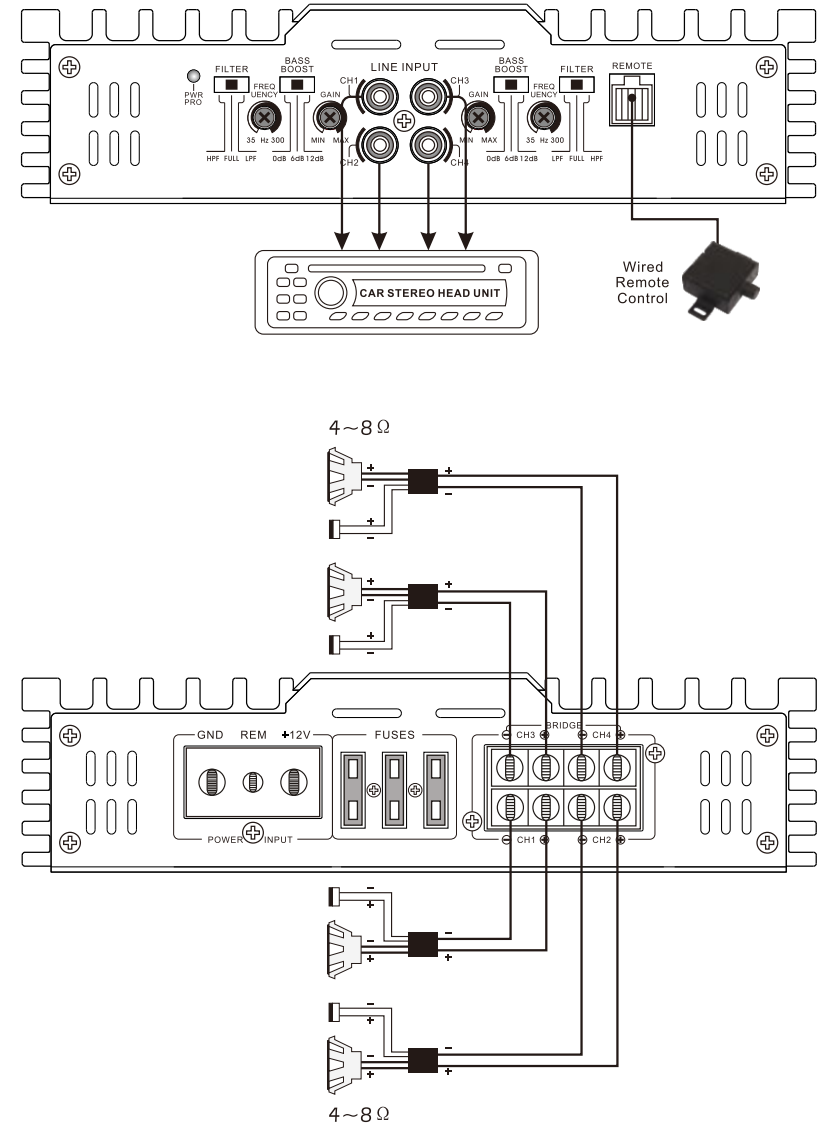 FILTER
BASS
BOOST
LINE INPUT
BASS
BOOST
FILTER
REMOTE
PWR
PRO
FREQ
UENCY
GAIN
CH1
CH3
GAIN
FREQ
UENCY
35 Hz 300
MIN MAX
MIN MAX
35 Hz 300
HPF FULL LPF
0dB 6dB 12dB
CH2
CH4
0dB 6dB 12dB
LPF FULL HPF
CAR STEREO HEAD UNIT
Wired
Remote
Control
4~8 Ω
+
-
+
-
+
-
+
-
+
-
+
-
GND REM +12V
FUSES
BRIDGE
- CH3 +
- CH4 +
POWER INPUT
- CH1 +
- CH2 +
-
+
-
+
-
+
-
+
-
+
-
+
4~8 Ω